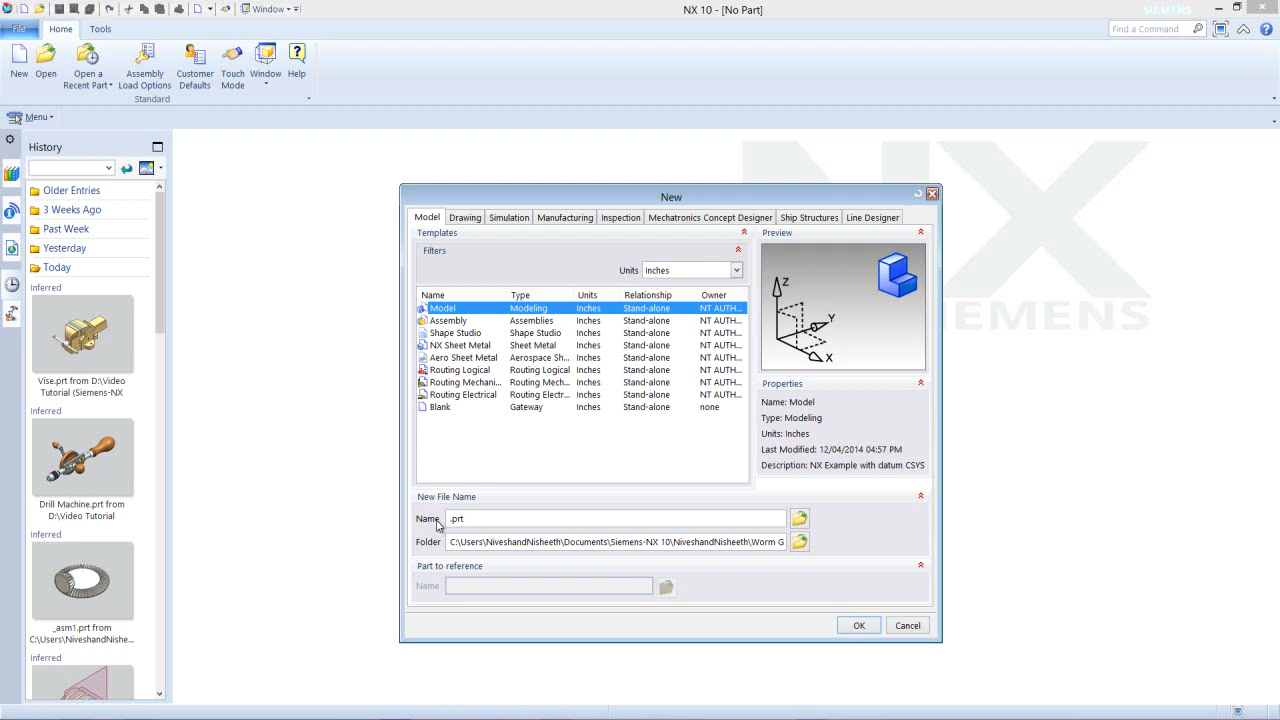 NX 10 - [No Part]
SIEMENS
Window
File
Home
Tools
Find a Command
New
Open
Open a
Recent Part
Assembly
Load Options
Customer
Defaults
Touch
Mode
Window
Help
Standard
Menu
History
Older Entries
3 Weeks Ago
Past Week
Yesterday
Today
Inferred
Vise.prt from D:\Video
Tutorial (Siemens-NX
Inferred
Drill Machine.prt from
D:\Video Tutorial
Inferred
_asm1.prt from
C:\Users\NiveshandNishe...
Inferred
NX
SIEMENS
New
Model Drawing Simulation Manufacturing Inspection Mechatronics Concept Designer Ship Structures Line Designer
Templates
Filters
Units Inches
Name Type Units Relationship Owner
Model Modeling Inches Stand-alone NT AUTH...
Assembly Assemblies Inches Stand-alone NT AUTH...
Shape Studio Shape Studio Inches Stand-alone NT AUTH...
NX Sheet Metal Sheet Metal Inches Stand-alone NT AUTH...
Aero Sheet Metal Aerospace Sh... Inches Stand-alone NT AUTH...
Routing Logical Routing Logical Inches Stand-alone NT AUTH...
Routing Mechani... Routing Mech... Inches Stand-alone NT AUTH...
Routing Electrical Routing Electr... Inches Stand-alone NT AUTH...
Blank Gateway Inches Stand-alone none
Preview
Z
Y
X
Properties
Name: Model
Type: Modeling
Units: Inches
Last Modified: 12/04/2014 04:57 PM
Description: NX Example with datum CSYS
New File Name
Name .prt
Folder C:\Users\NiveshandNisheeth\Documents\Siemens-NX 10\NiveshandNisheeth\Worm G
Part to reference
Name
OK
Cancel